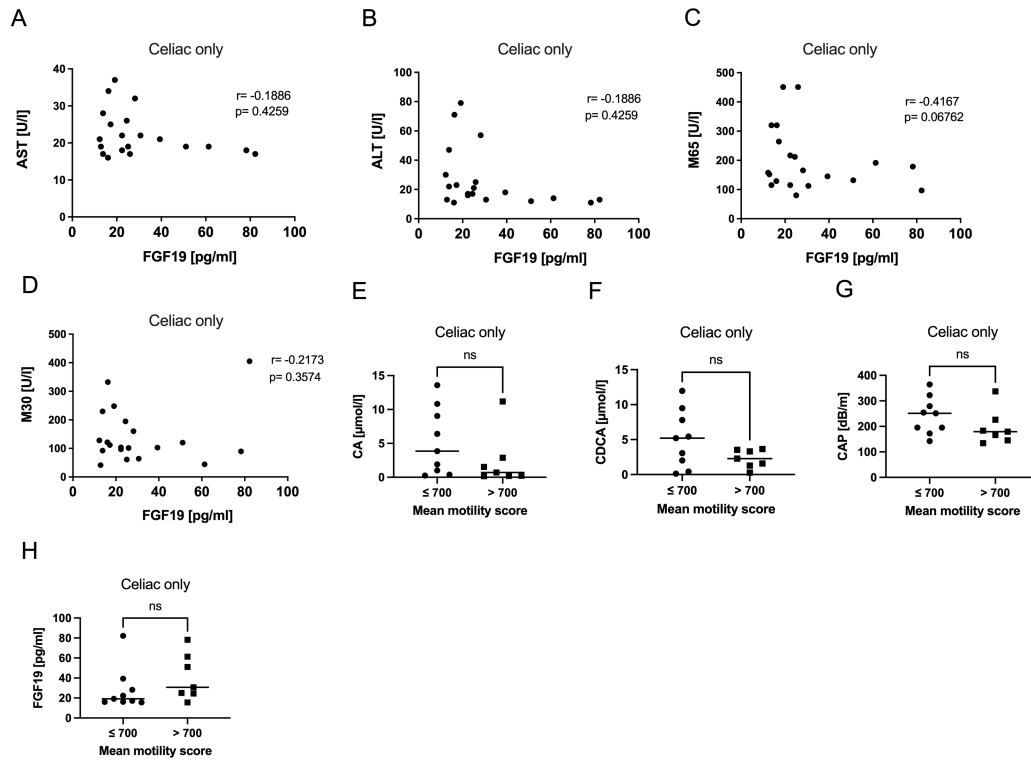 A
Celiac only
AST [U/l]
40
30
20
10
0
r= -0.1886
p= 0.4259
0 20 40 60 80 100
FGF19 [pg/ml]
B
Celiac only
ALT [U/l]
100
80
60
40
20
0
r= -0.1886
p= 0.4259
0 20 40 60 80 100
FGF19 [pg/ml]
C
Celiac only
M65 [U/l]
500
400
300
200
100
0
r= -0.4167
p= 0.06762
0 20 40 60 80 100
FGF19 [pg/ml]
D
Celiac only
M30 [U/l]
500
400
300
200
100
0
r= -0.2173
p= 0.3574
0 20 40 60 80 100
FGF19 [pg/ml]
E
Celiac only
ns
CA [µmol/l]
15
10
5
0
≤ 700 > 700
Mean motility score
F
Celiac only
ns
CDCA [µmol/l]
15
10
5
0
≤ 700 > 700
Mean motility score
G
Celiac only
ns
CAP [dB/m]
400
300
200
100
0
≤ 700 > 700
Mean motility score
H
Celiac only
ns
FGF19 [pg/ml]
100
80
60
40
20
0
≤ 700 > 700
Mean motility score